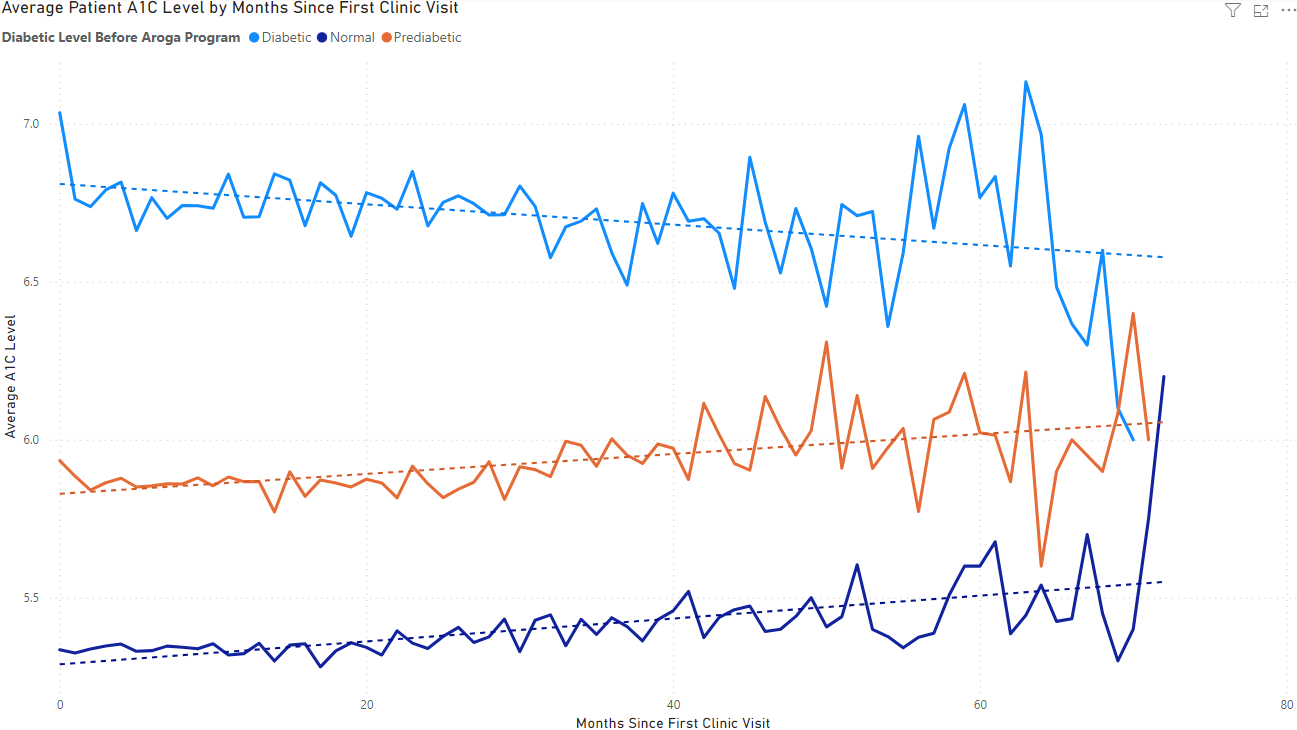 Average Patient A1C Level by Months Since First Clinic Visit
Diabetic Level Before Aroga Program Diabetic Normal Prediabetic
7.0
6.5
6.0
5.5
Average A1C Level
0 20 40 60 80
Months Since First Clinic Visit